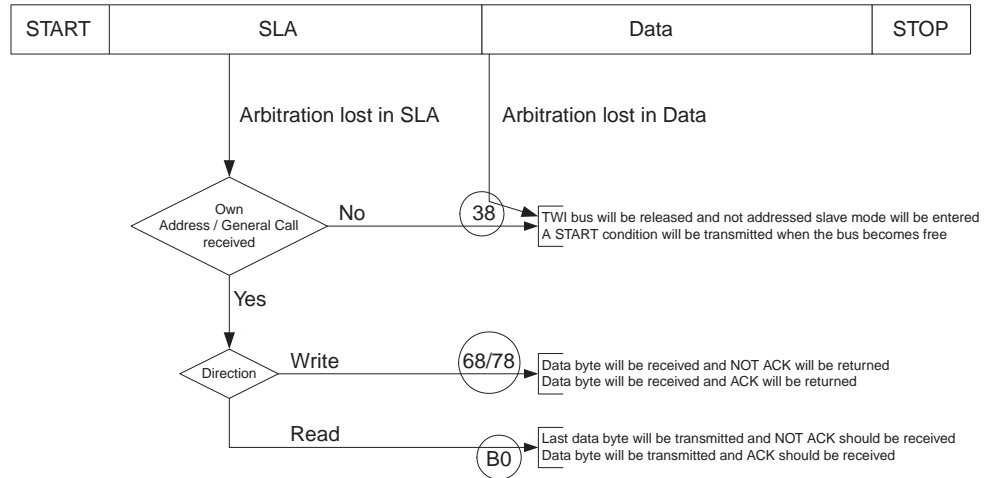 START SLA Data STOP
Arbitration lost in SLA Arbitration lost in Data
Own
Address / General Call
received
No
38
TWI bus will be released and not addressed slave mode will be entered
A START condition will be transmitted when the bus becomes free
Yes
Direction
Write
68/78
Data byte will be received and NOT ACK will be returned
Data byte will be received and ACK will be returned
Read
B0
Last data byte will be transmitted and NOT ACK should be received
Data byte will be transmitted and ACK should be received